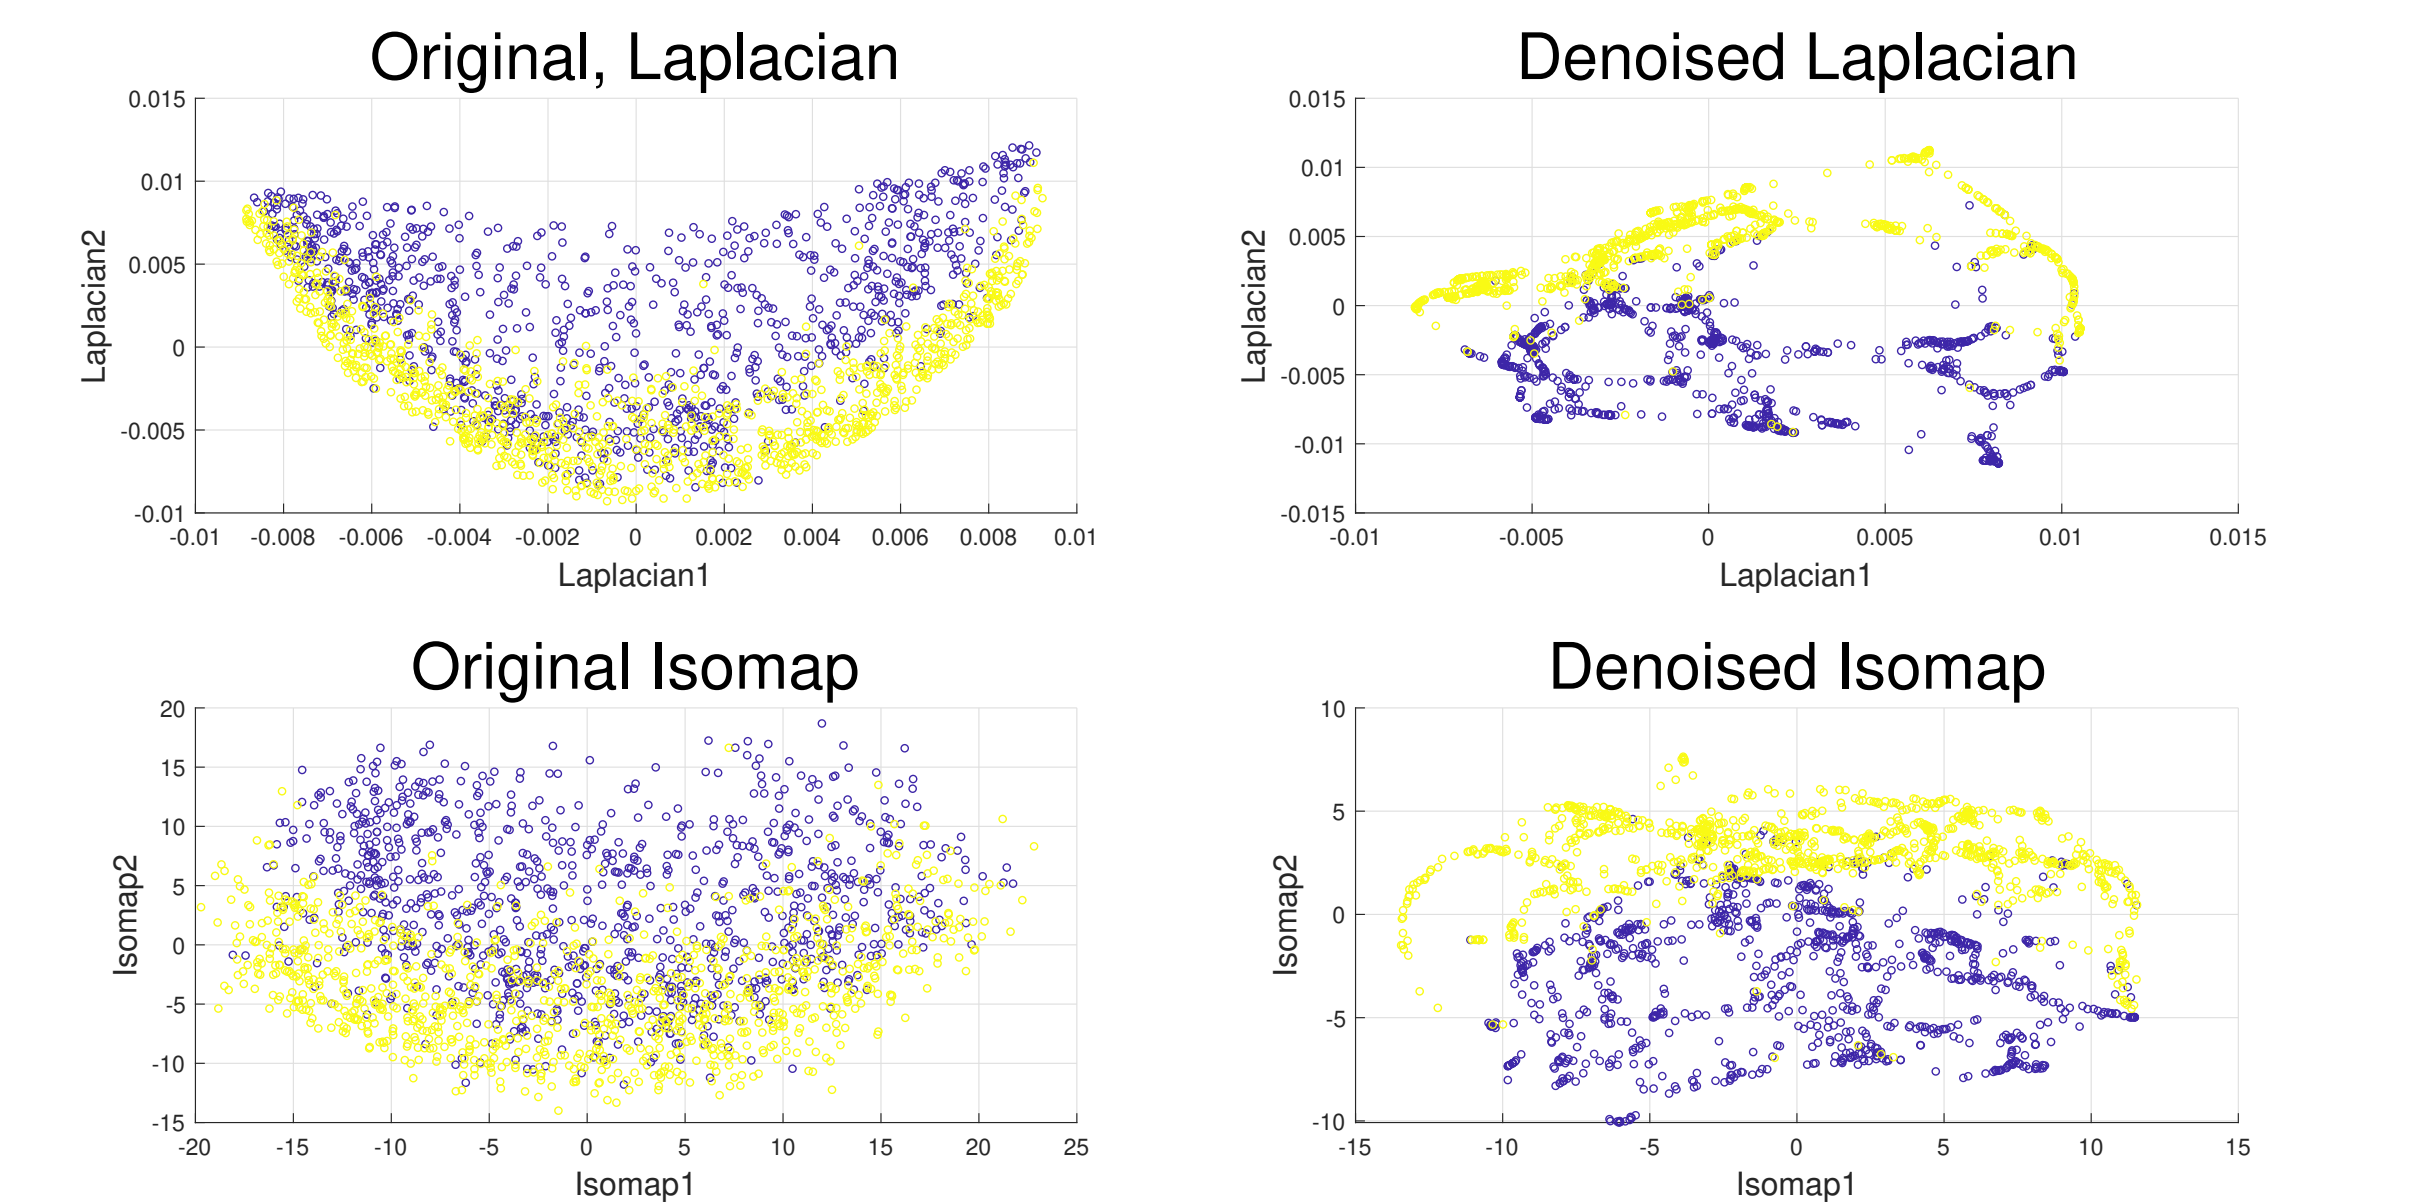 Original, Laplacian
0.015
0.01
0.005
0
-0.005
-0.01
Laplacian2
-0.01 -0.008 -0.006 -0.004 -0.002 0 0.002 0.004 0.006 0.008 0.01
Laplacian1
Denoised Laplacian
0.015
0.01
0.005
0
-0.005
-0.01
-0.015
Laplacian2
-0.01 -0.005 0 0.005 0.01 0.015
Laplacian1
Original Isomap
20
15
10
5
0
-5
-10
-15
Isomap2
-20 -15 -10 -5 0 5 10 15 20 25
Isomap1
Denoised Isomap
10
5
0
-5
-10
Isomap2
-15 -10 -5 0 5 10 15
Isomap1